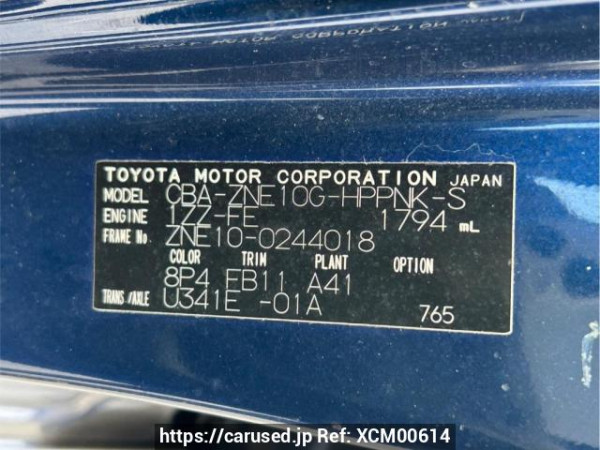 TOYOTA MOTOR CORPORATION JAPAN
MODEL CBA-ZNE10G-HPPNK-S
ENGINE 1ZZ-FE 1794 mL
FRAME No. ZNE10-0244018
COLOR TRIM PLANT OPTION
8P4 FB11 A41
TRANS./AXLE U341E -01A
765
https://carused.jp Ref: XCM00614